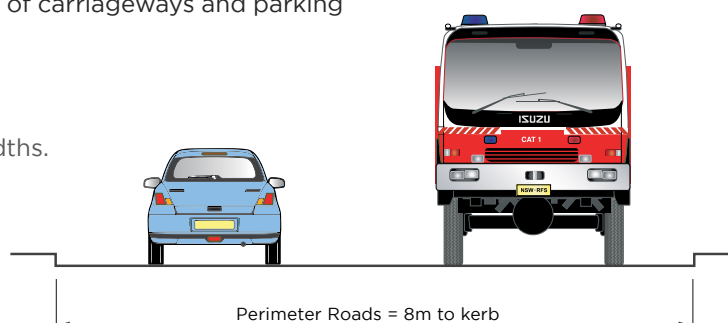 of carriageways and parking
dths.
ISUZU
CAT 1
NSW-RFS
Perimeter Roads = 8m to kerb